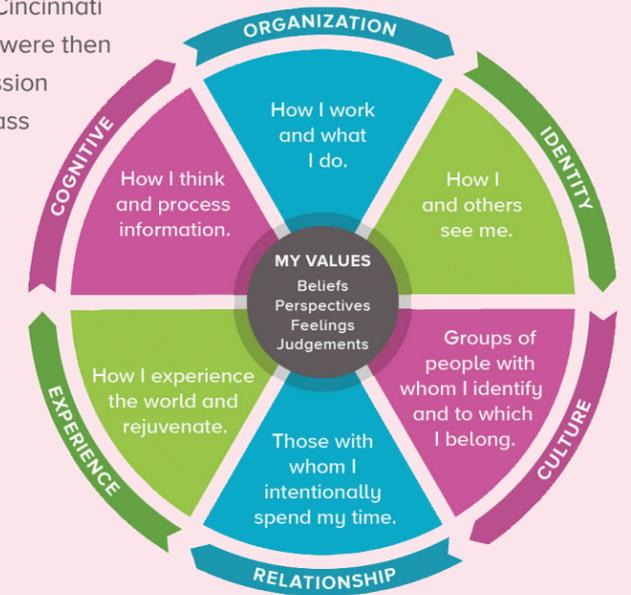 Cincinnati
were then
ORGANIZATION
How I work
and what
I do.
IDENTITY
How I
and others
see me.
CULTURE
Groups of
people with
whom I identify
and to which
I belong.
RELATIONSHIP
Those with
whom I
intentionally
spend my time.
EXPERIENCE
How I experience
the world and
rejuvenate.
COGNITIVE
How I think
and process
information.
MY VALUES
Beliefs
Perspectives
Feelings
Judgements